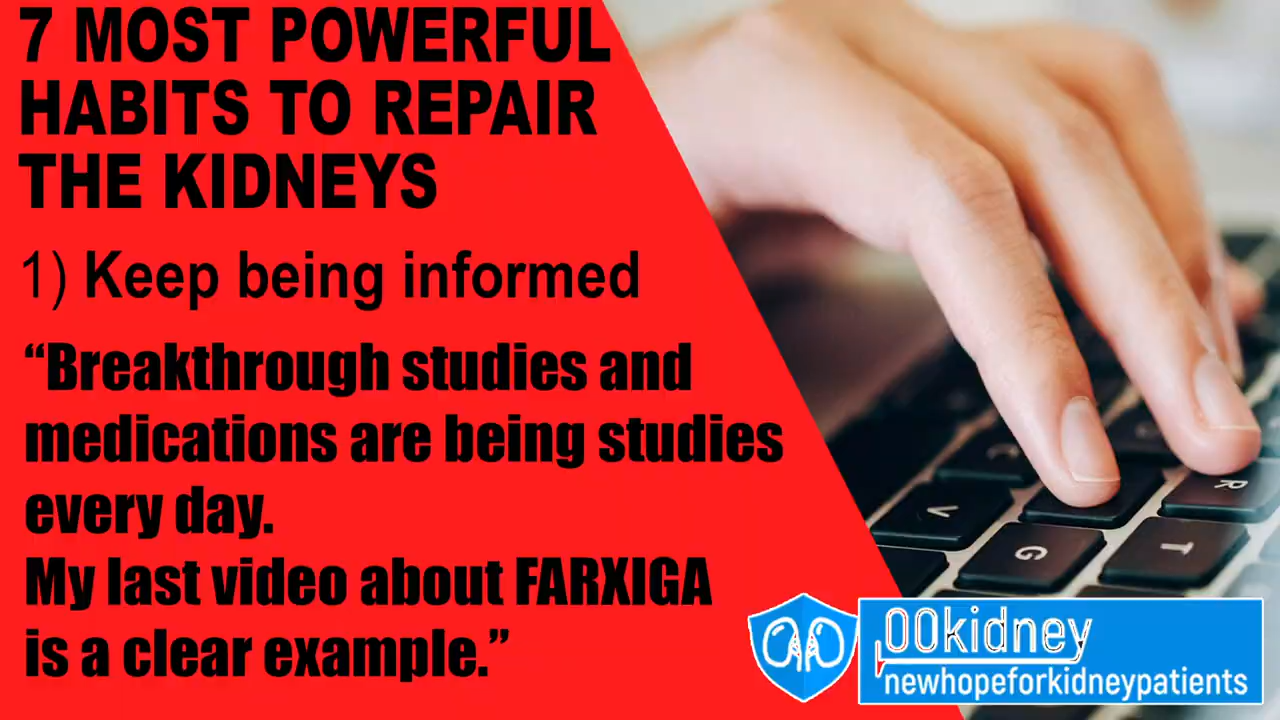 7 MOST POWERFUL
HABITS TO REPAIR
THE KIDNEYS
1) Keep being informed
“Breakthrough studies and
medications are being studies
every day.
My last video about FARXIGA
is a clear example.”
00kidney
newhopeforkidneypatients
C
V
G
T
R